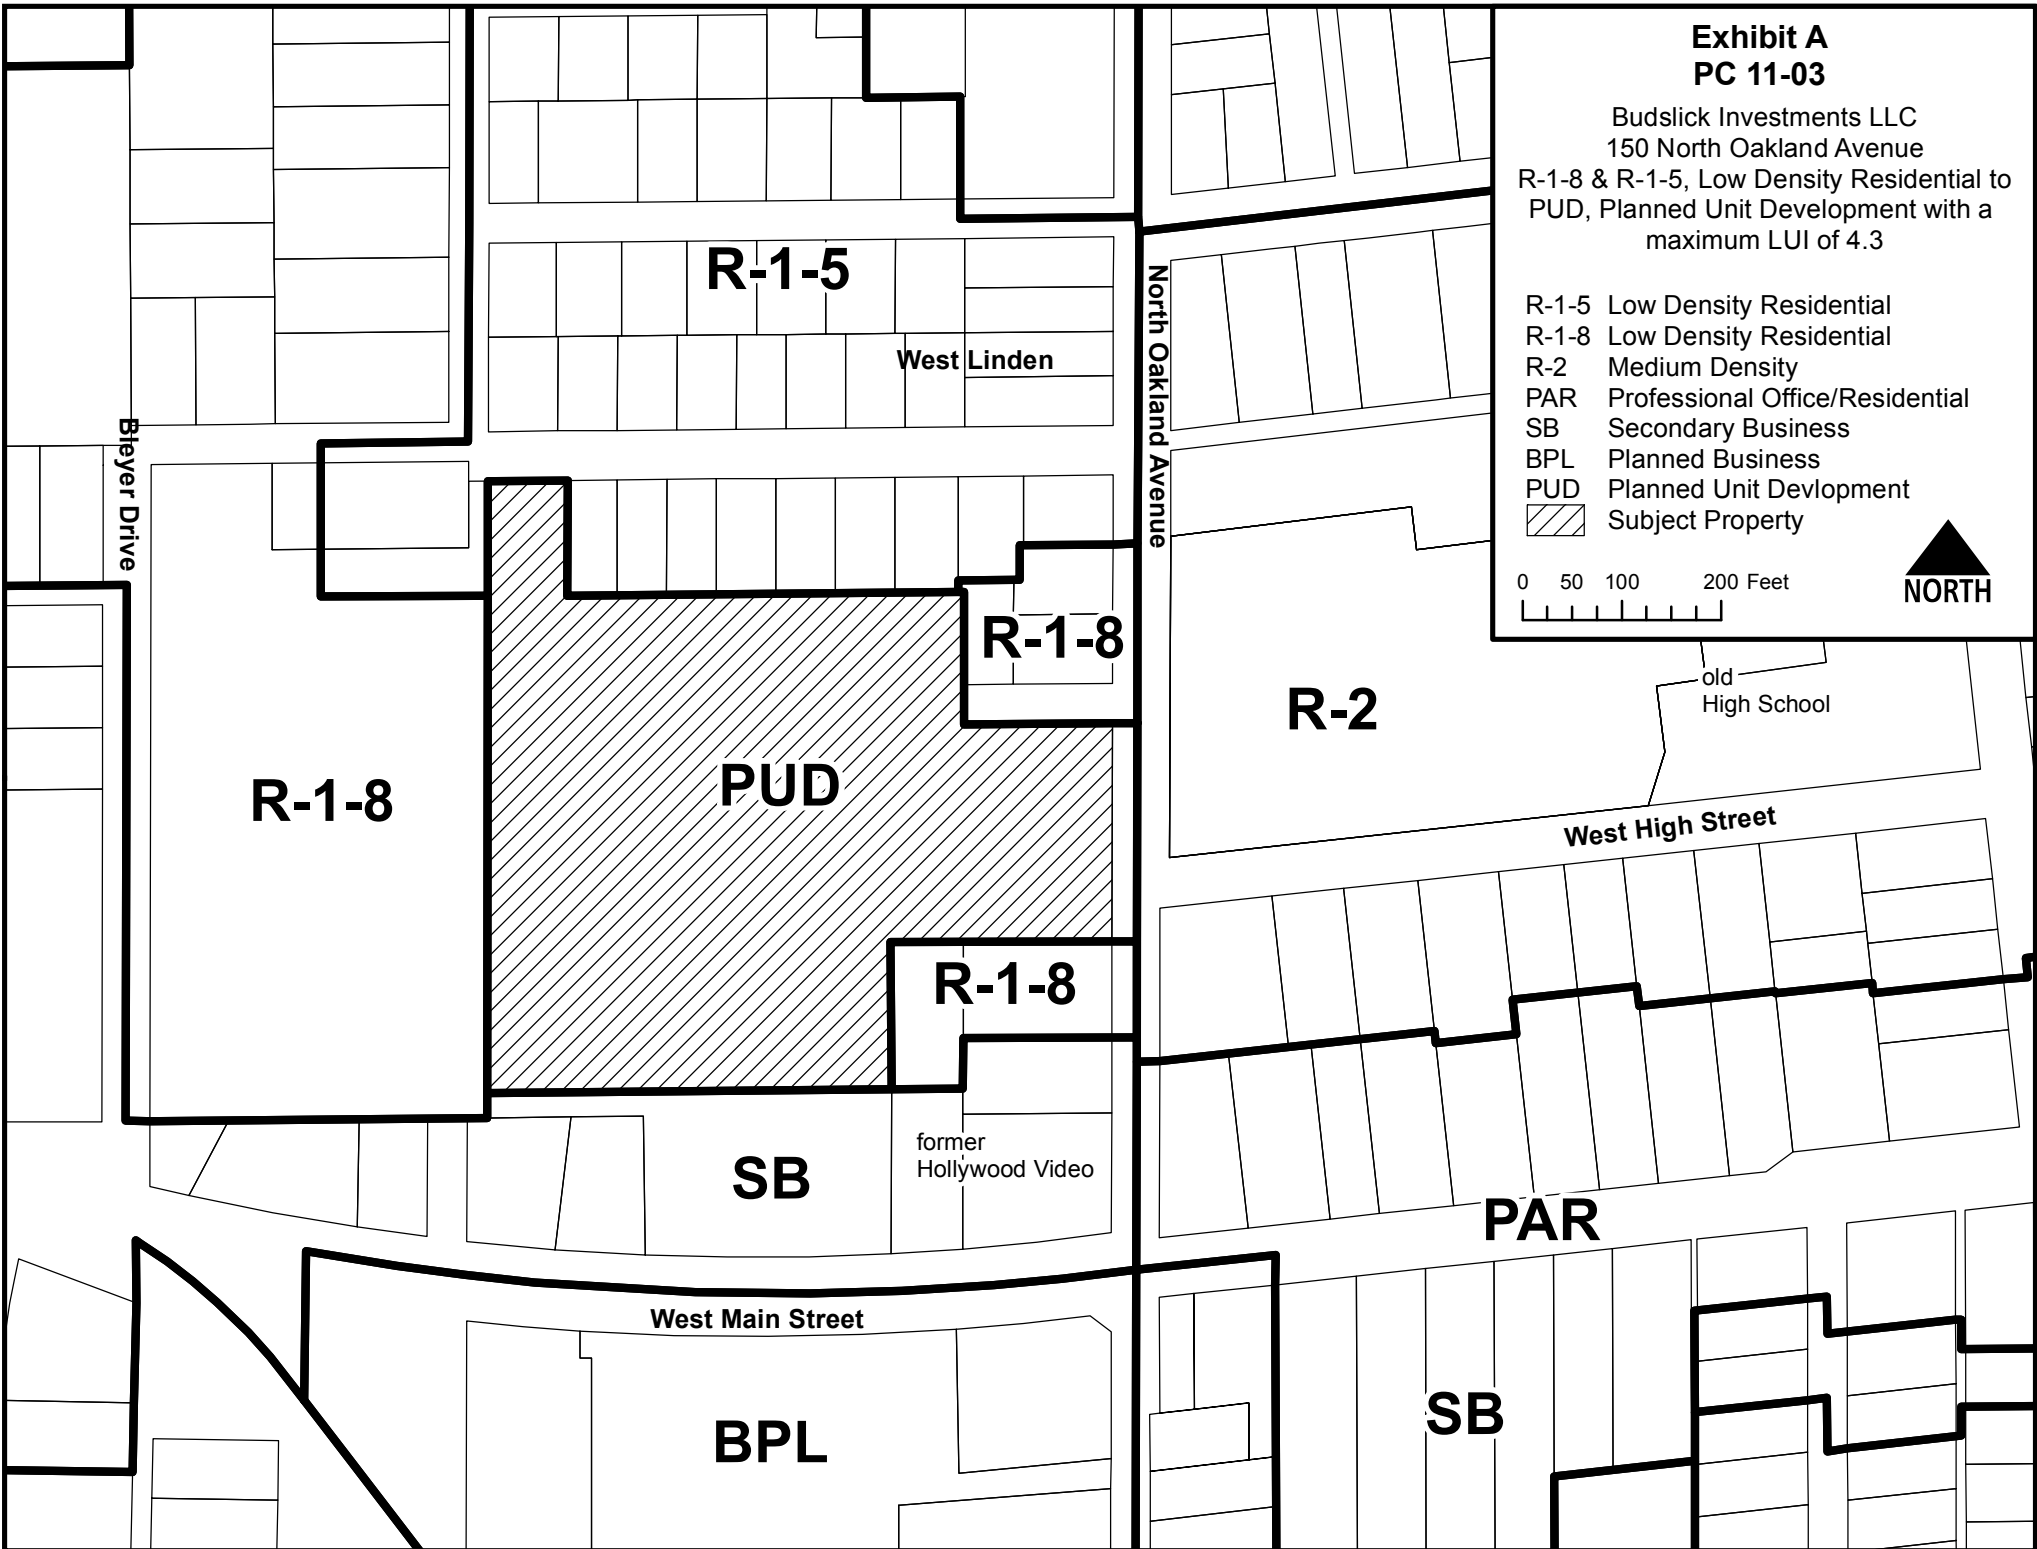 Exhibit A
PC 11-03
Budslick Investments LLC
150 North Oakland Avenue
R-1-8 & R-1-5, Low Density Residential to
PUD, Planned Unit Development with a
maximum LUI of 4.3
R-1-5 Low Density Residential
R-1-8 Low Density Residential
R-2 Medium Density
PAR Professional Office/Residential
SB Secondary Business
BPL Planned Business
PUD Planned Unit Devlopment
Subject Property
0 50 100 200 Feet
NORTH
R-1-5
West Linden
North Oakland Avenue
Bleyer Drive
R-1-8
R-2
old
High School
PUD
R-1-8
West High Street
R-1-8
former
Hollywood Video
SB
PAR
West Main Street
BPL
SB